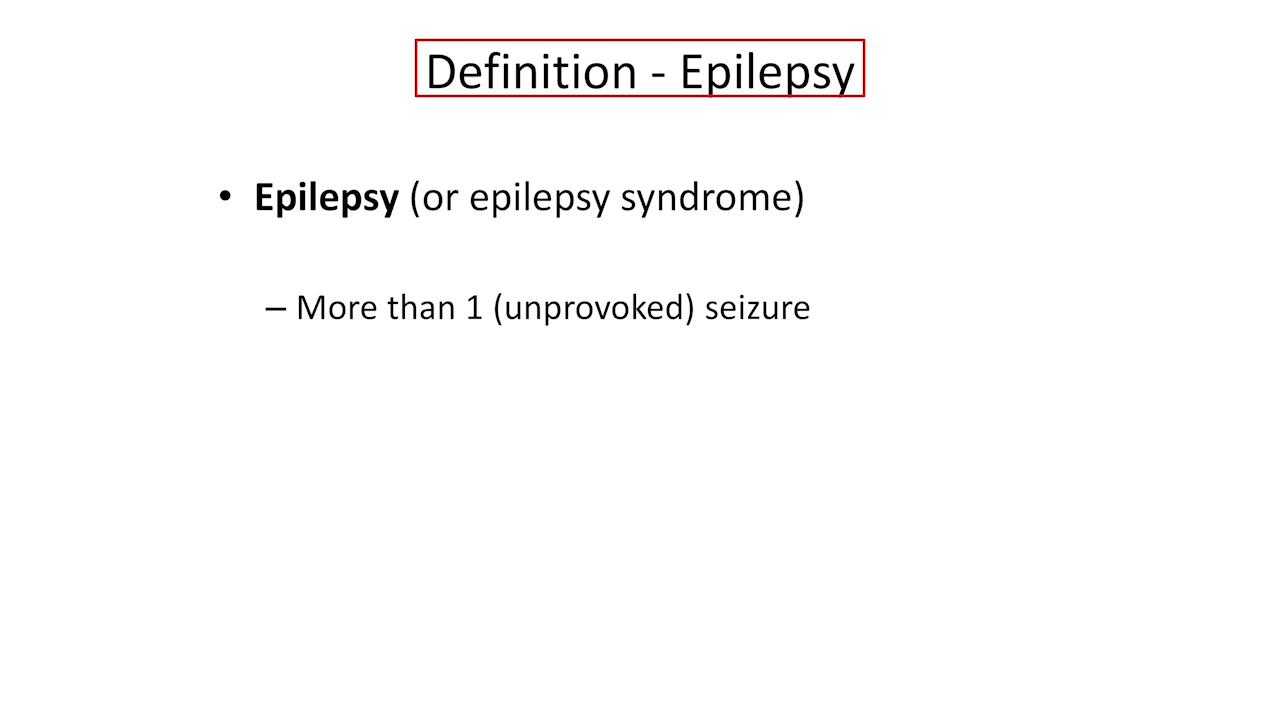 Definition - Epilepsy
• Epilepsy (or epilepsy syndrome)
– More than 1 (unprovoked) seizure